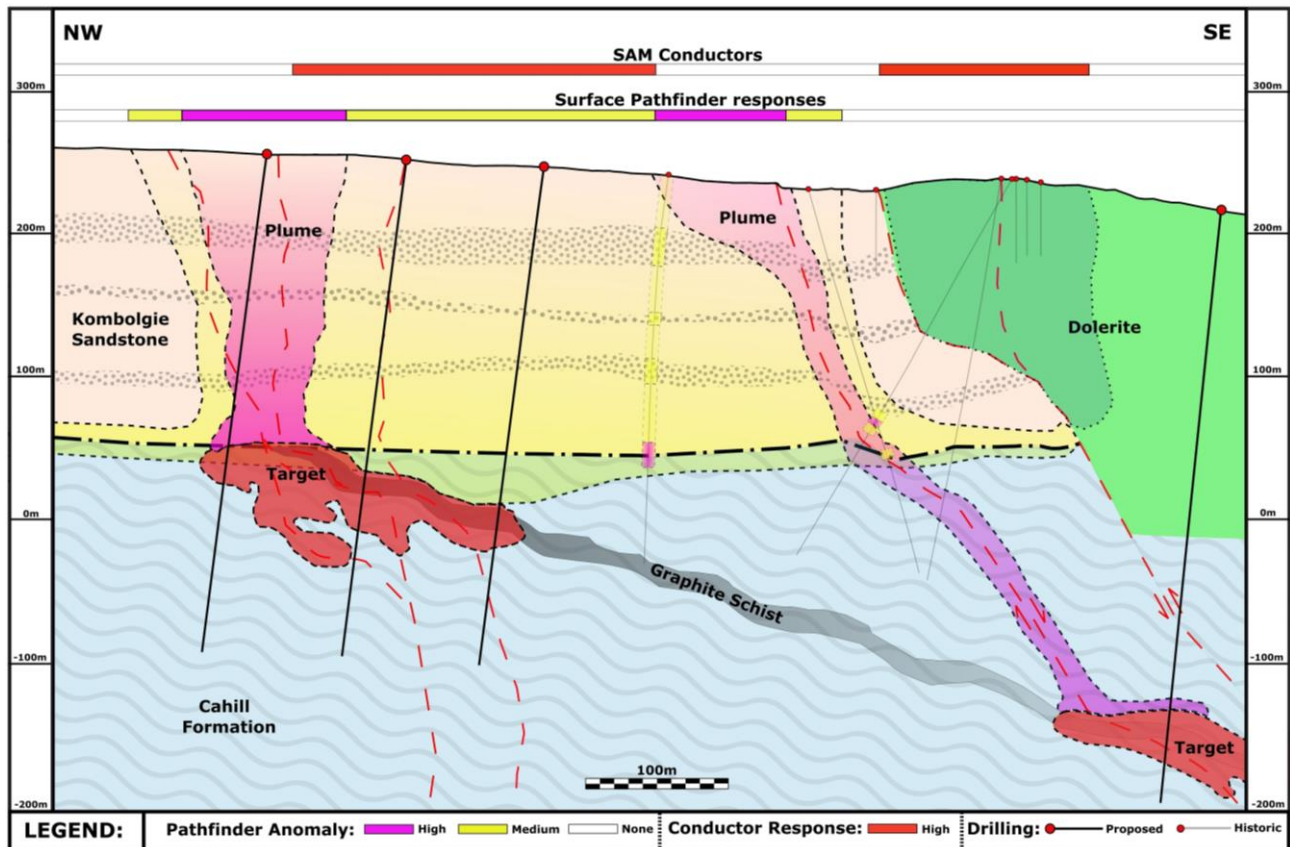 NW
SE
SAM Conductors
300m
300m
Surface Pathfinder responses
Plume
Plume
200m
200m
Kombolgie
Sandstone
Dolerite
100m
100m
Target
0m
0m
Graphite Schist
-100m
-100m
Cahill
Formation
Target
100m
-200m
-200m
LEGEND: Pathfinder Anomaly: High Medium None Conductor Response: High Drilling: Proposed Historic